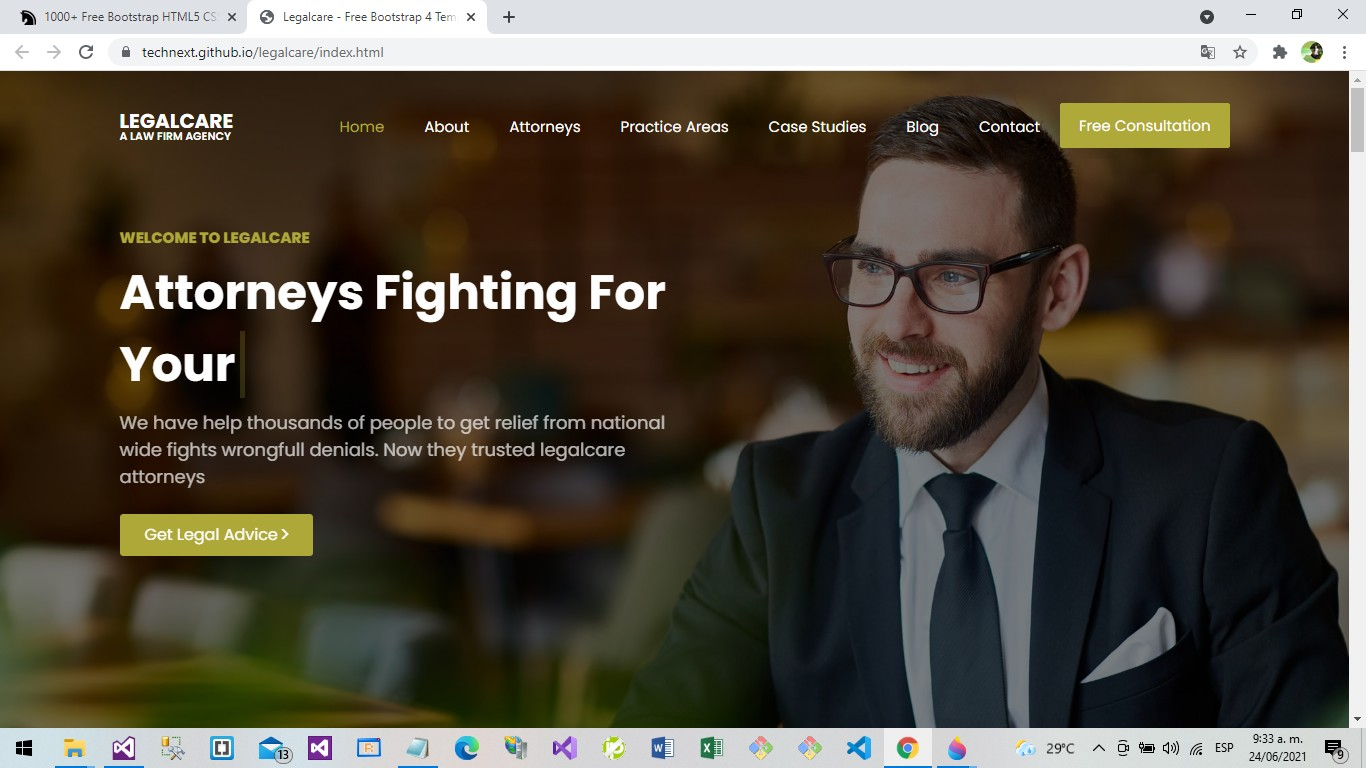 1000+ Free Bootstrap HTML5 CS
Legalcare - Free Bootstrap 4 Tem
technext.github.io/legalcare/index.html
LEGALCARE
A LAW FIRM AGENCY
Home
About
Attorneys
Practice Areas
Case Studies
Blog
Contact
Free Consultation
WELCOME TO LEGALCARE
Attorneys Fighting For
Your
We have help thousands of people to get relief from national
wide fights wrongfull denials. Now they trusted legalcare
attorneys
Get Legal Advice >
13
29°C
ESP
9:33 a. m.
24/06/2021
9